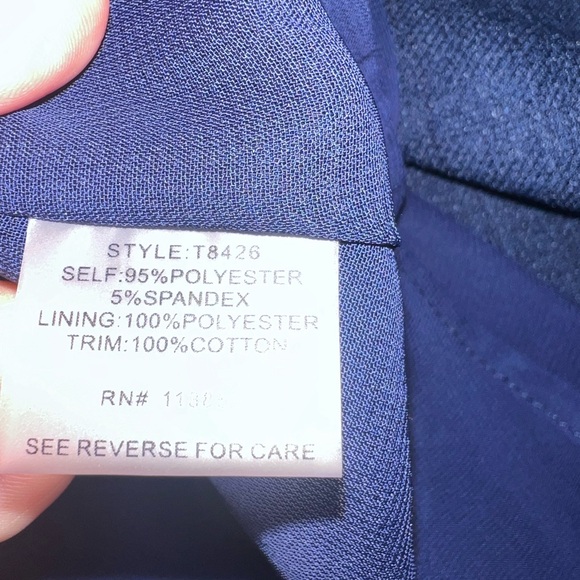 STYLE:T8426
SELF:95%POLYESTER
5%SPANDEX
LINING:100%POLYESTER
TRIM:100%COTTON
RN#
SEE REVERSE FOR CARE